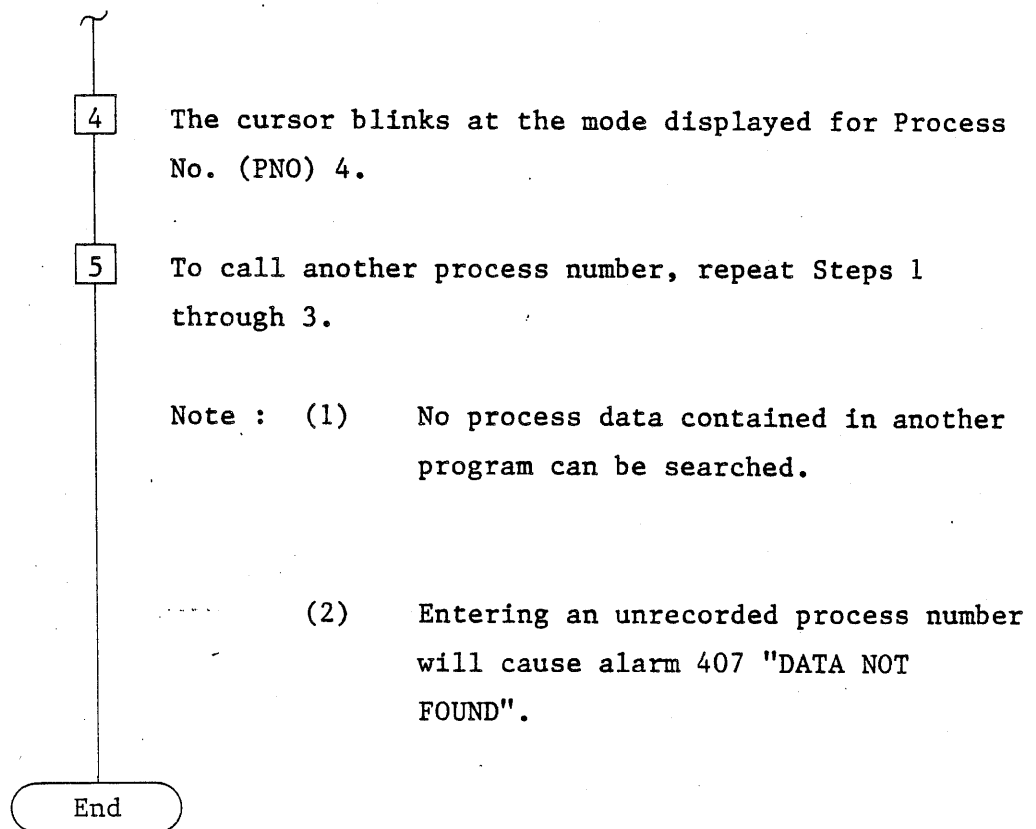 4 The cursor blinks at the mode displayed for Process
No. (PNO) 4.
5 To call another process number, repeat Steps 1
through 3.
Note : (1) No process data contained in another
program can be searched.
(2) Entering an unrecorded process number
will cause alarm 407 "DATA NOT
FOUND".
End